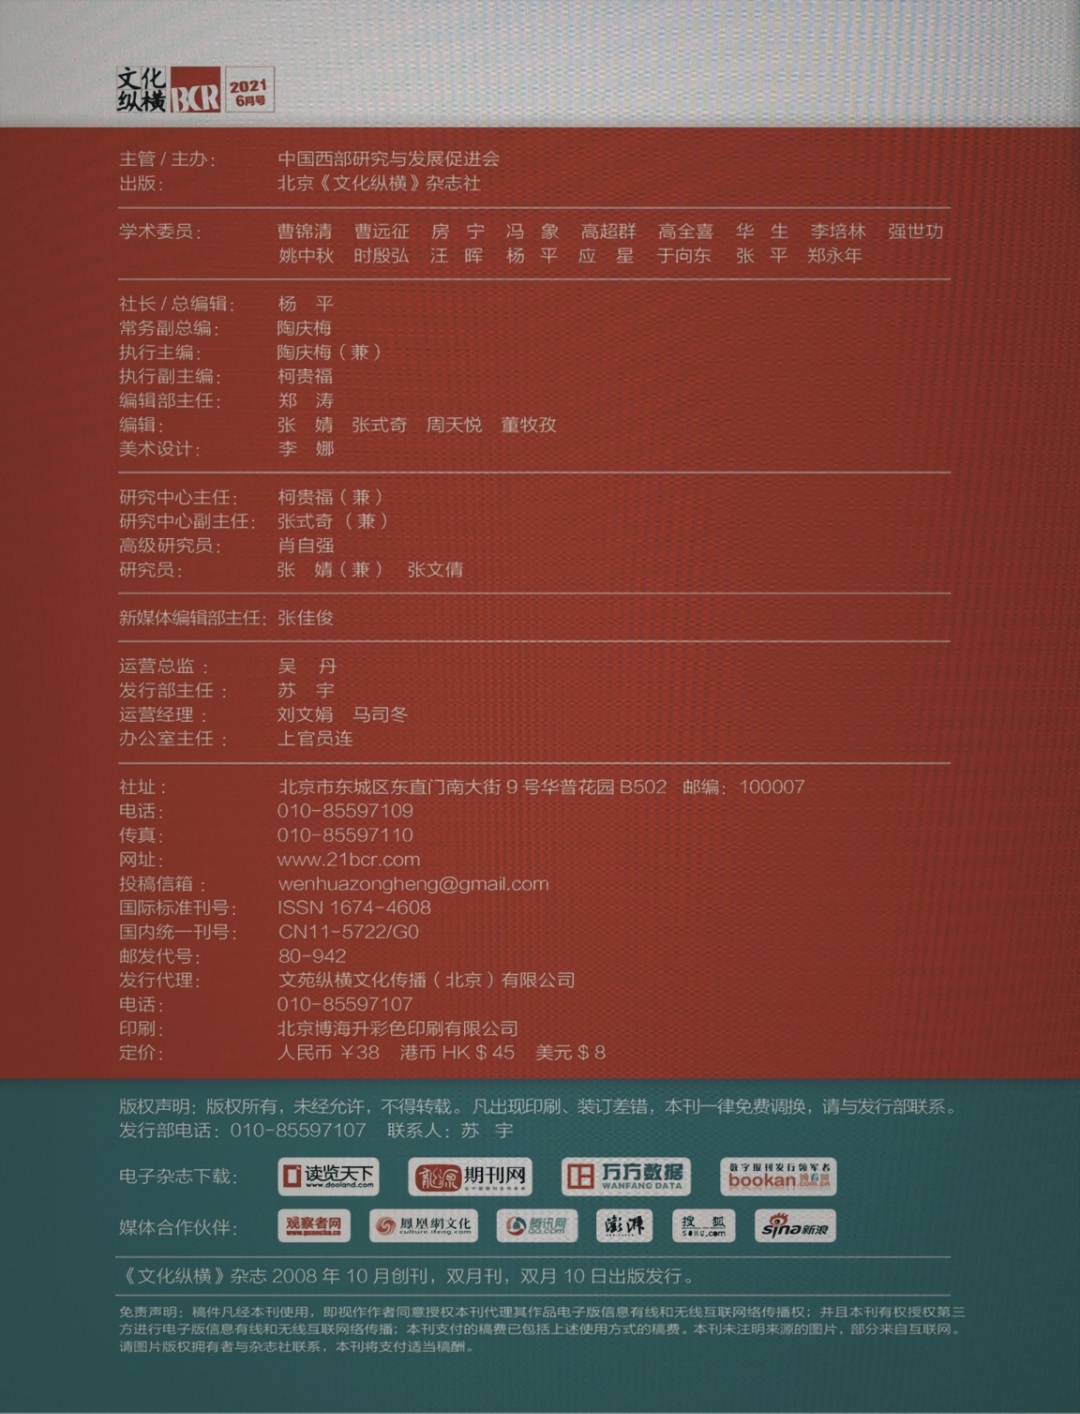 文化
纵横 BCR 2021 6月号
主管 / 主办： 中国西部研究与发展促进会
出版： 北京《文化纵横》杂志社
学术委员： 曹锦清 曹远征 房 宁 冯 象 高超群 高全喜 华 生 李培林 强世功
姚中秋 时殷弘 汪 晖 杨 平 应 星 于向东 张 平 郑永年
社长 / 总编辑： 杨 平
常务副总编： 陶庆梅
执行主编： 陶庆梅（兼）
执行副主编： 柯贵福
编辑部主任： 郑 涛
编辑： 张 婧 张式奇 周天悦 董牧孜
美术设计： 李 娜
研究中心主任： 柯贵福（兼）
研究中心副主任： 张式奇（兼）
高级研究员： 肖自强
研究员： 张 婧（兼） 张文倩
新媒体编辑部主任： 张佳俊
运营总监： 吴 丹
发行部主任： 苏 宇
运营经理： 刘文娟 马司冬
办公室主任： 上官员连
社址： 北京市东城区东直门南大街 9 号华普花园 B502 邮编：100007
电话： 010-85597109
传真： 010-85597110
网址： www.21bcr.com
投稿信箱： wenhuazongheng@gmail.com
国际标准刊号： ISSN 1674-4608
国内统一刊号： CN11-5722/G0
邮发代号： 80-942
发行代理： 文苑纵横文化传播（北京）有限公司
电话： 010-85597107
印刷： 北京博海升彩色印刷有限公司
定价： 人民币 ￥38 港币 HK $ 45 美元 $ 8
版权声明：版权所有，未经允许，不得转载。凡出现印刷、装订差错，本刊一律免费调换，请与发行部联系。
发行部电话：010-85597107 联系人：苏 宇
电子杂志下载： 读览天下 www.dooland.com 龙源期刊网 万方数据 WANFANG DATA 数字报刊发行领军者 bookan
媒体合作伙伴： 观察者网 www.guancha.cn 鳳凰網文化 culture.ifeng.com 腾讯网 QQ.com 澎湃 搜狐 SOHU.com sina新浪
《文化纵横》杂志 2008 年 10 月创刊，双月刊，双月 10 日出版发行。
免责声明：稿件凡经本刊使用，即视作作者同意授权本刊代理其作品电子版信息有线和无线互联网络传播权；并且本刊有权授权第三
方进行电子版信息有线和无线互联网络传播；本刊支付的稿费已包括上述使用方式的稿费。本刊未注明来源的图片，部分来自互联网。
请图片版权拥有者与杂志社联系，本刊将支付适当稿酬。